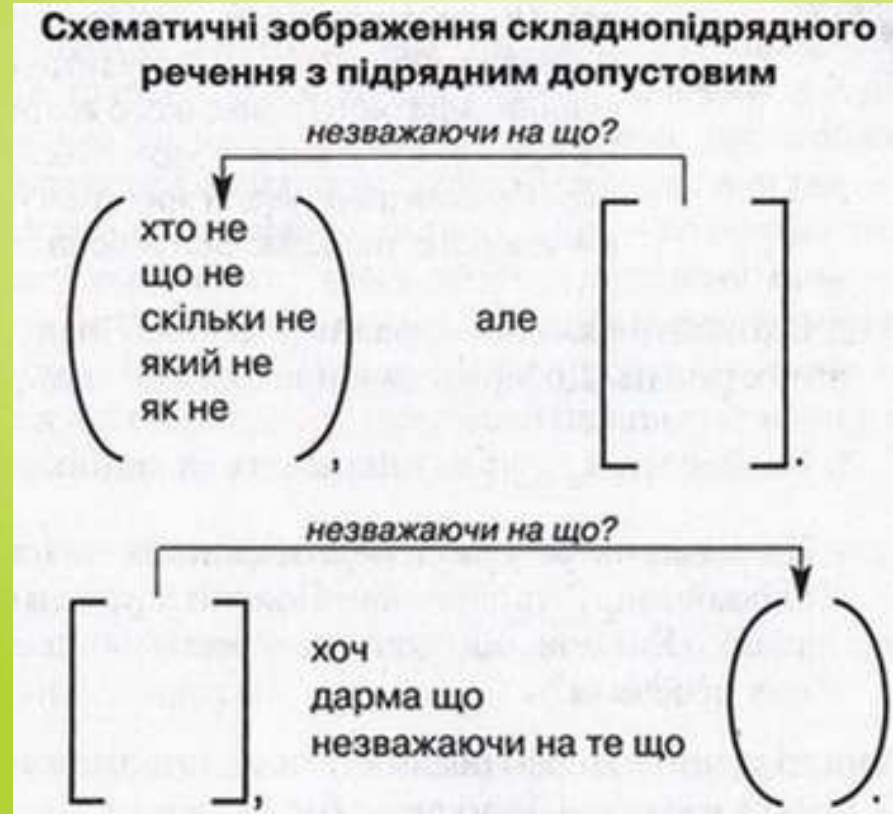 Схематичні зображення складнопідрядного
речення з підрядним допустовим
незважаючи на що?
хто не
що не
скільки не
який не
як не
,
але
.
незважаючи на що?
хоч
дарма що
незважаючи на те що
,
.